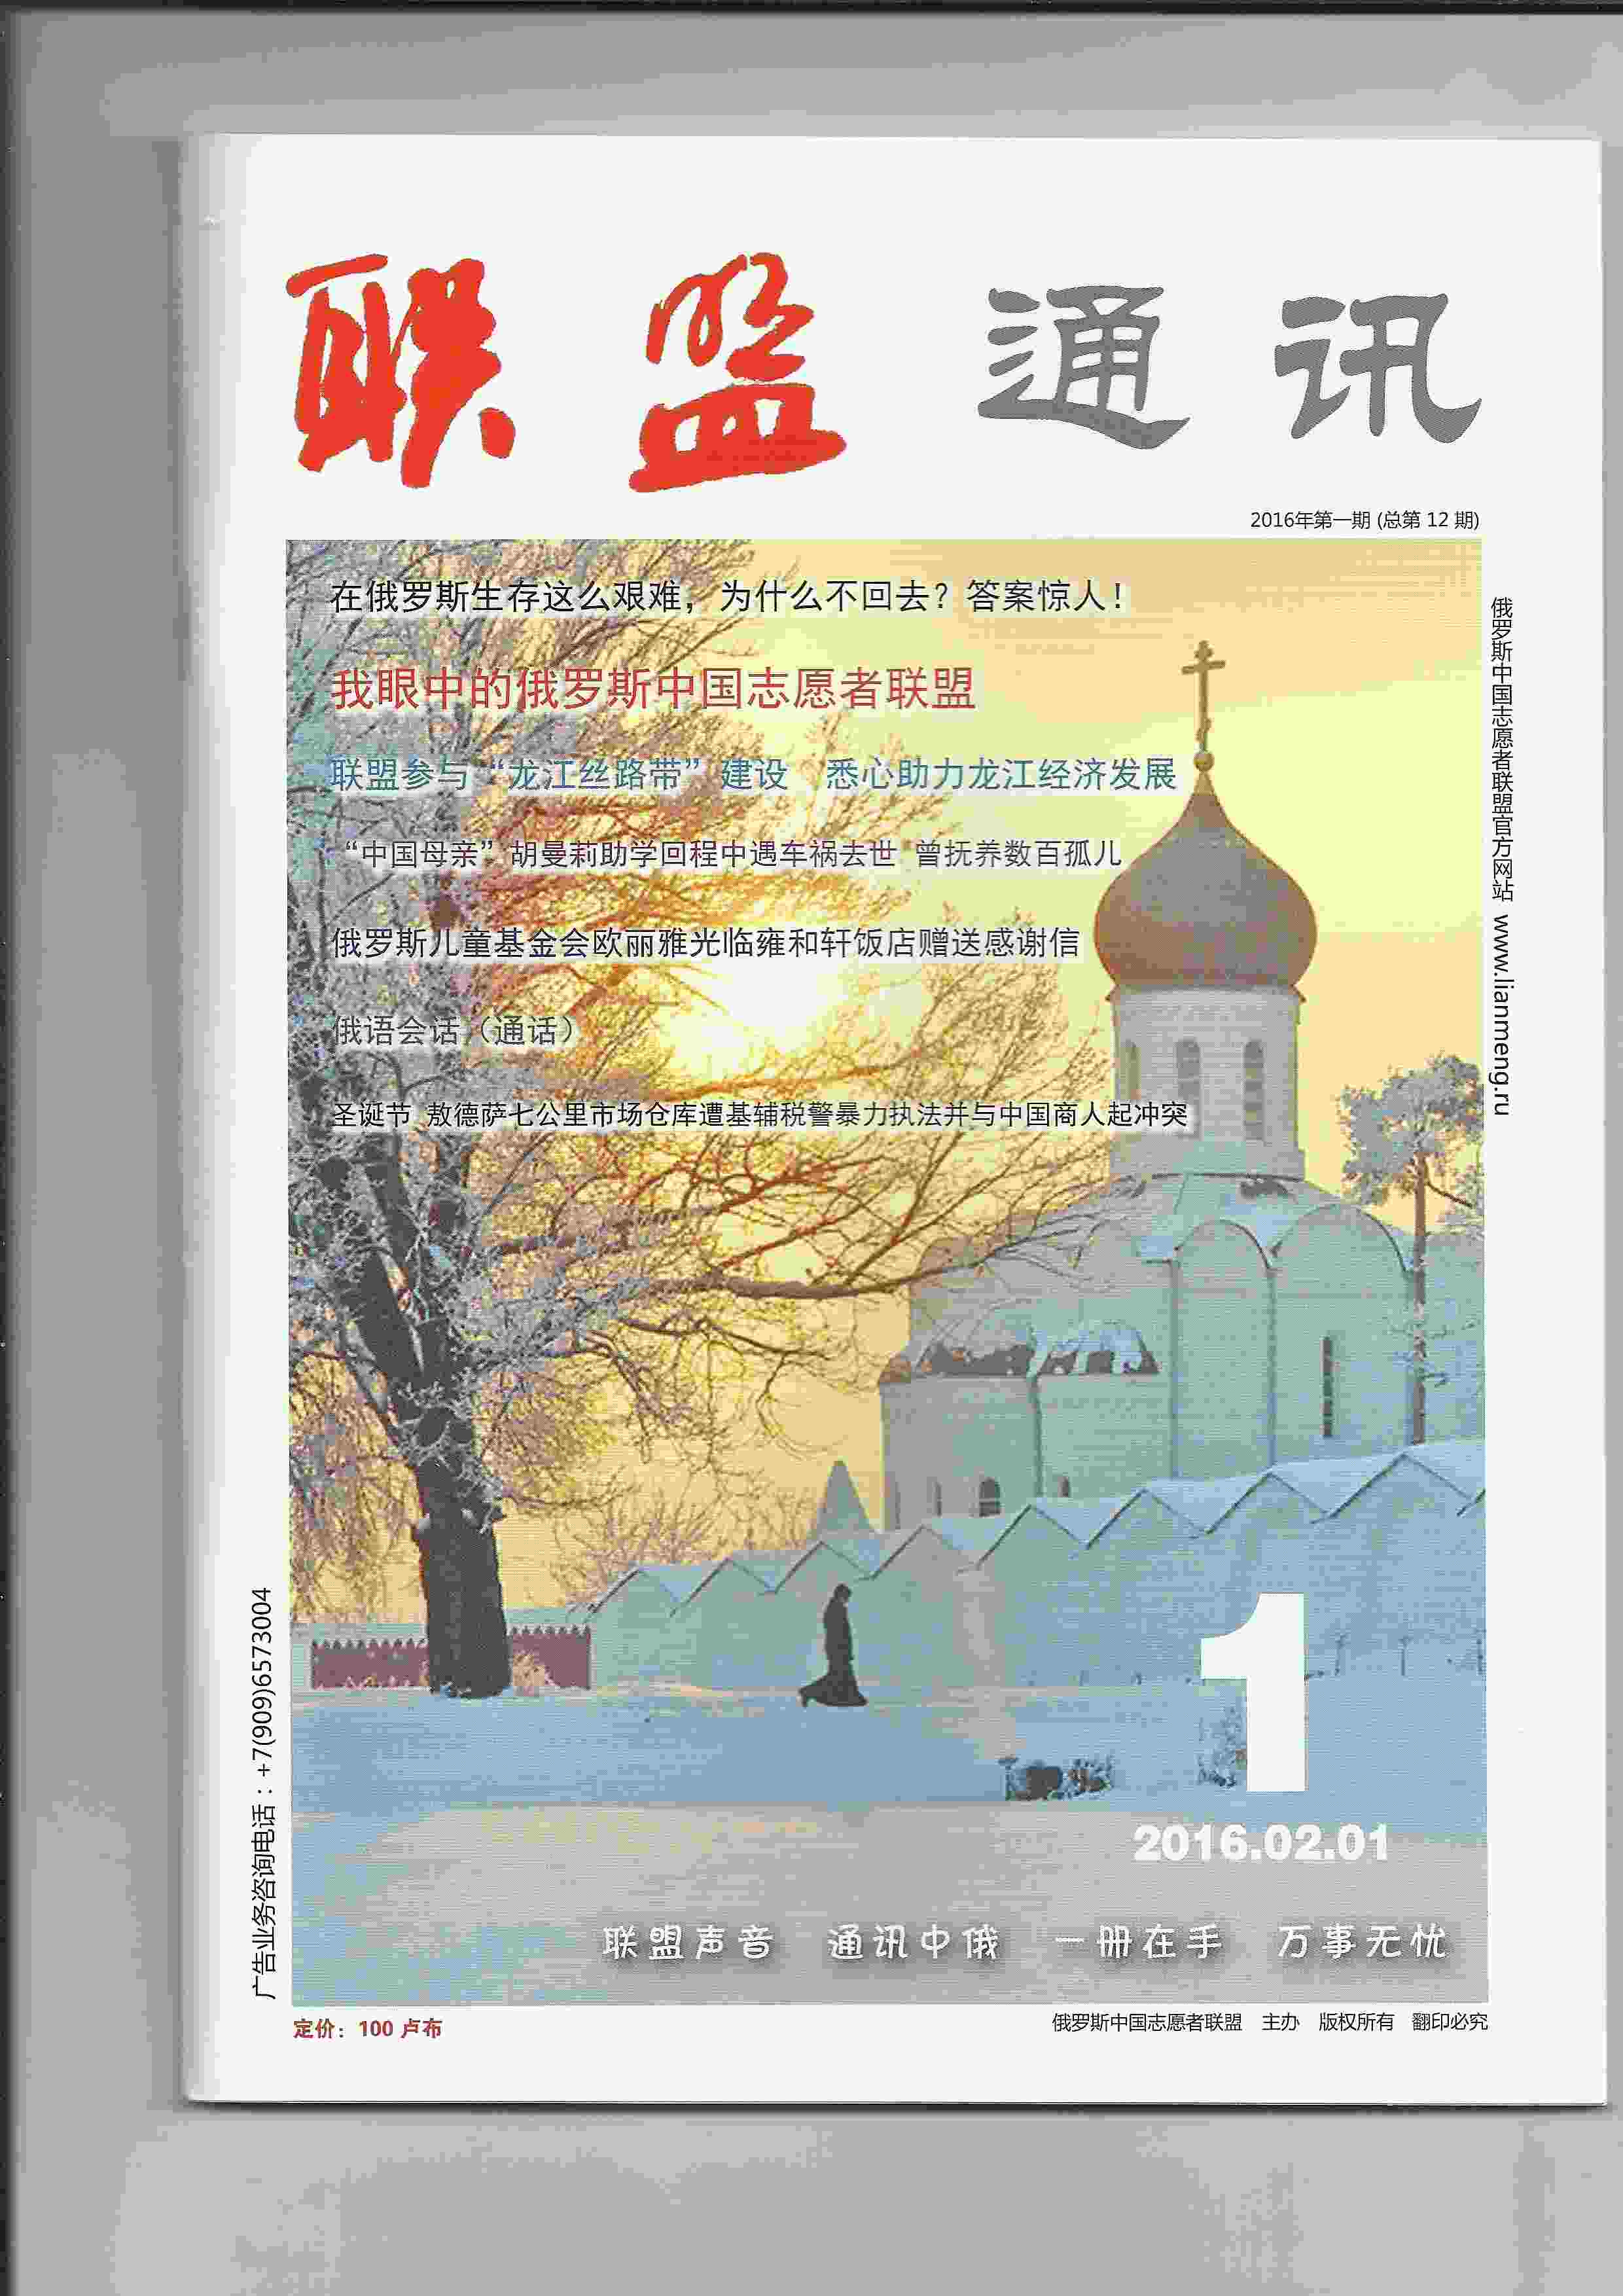 联盟通讯
2016年第一期 (总第 12 期)
在俄罗斯生存这么艰难，为什么不回去？答案惊人！
我眼中的俄罗斯中国志愿者联盟
联盟参与“龙江丝路带”建设 悉心助力龙江经济发展
“中国母亲”胡曼莉助学回程中遇车祸去世 曾抚养数百孤儿
俄罗斯儿童基金会欧丽雅光临雍和轩饭店赠送感谢信
俄语会话（通话）
圣诞节 敖德萨七公里市场仓库遭基辅税警暴力执法并与中国商人起冲突
俄罗斯中国志愿者联盟官方网站 www.lianmeng.ru
广告业务咨询电话：+7(909)6573004
1
2016.02.01
联盟声音 通讯中俄 一册在手 万事无忧
定价：100 卢布
俄罗斯中国志愿者联盟 主办 版权所有 翻印必究